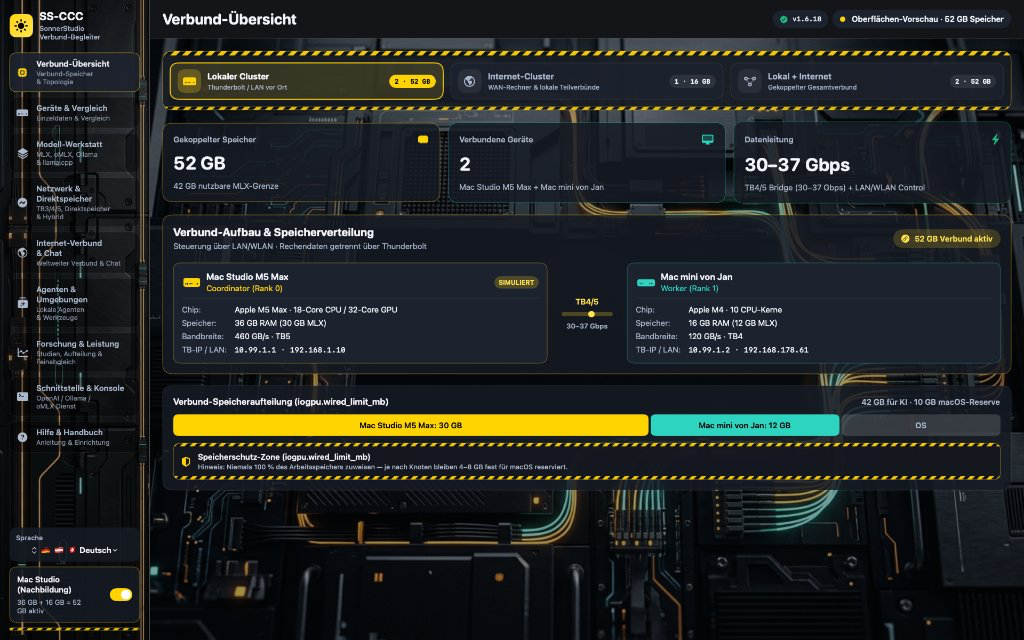 SS-CCC
SonnerStudio
Verbund-Begleiter
Verbund-Übersicht
Verbund-Speicher
& Topologie
Geräte & Vergleich
Einzeldaten & Vergleich
Modell-Werkstatt
MLX, oMLX, Ollama
& llama.cpp
Netzwerk &
Direktspeicher
TB3/4/5, Direktspeicher
& Hybrid
Internet-Verbund
& Chat
Weltweiter Verbund & Chat
Agenten &
Umgebungen
Lokale Agenten
& Werkzeuge
Forschung & Leistung
Studien, Aufteilung &
Feinabgleich
Schnittstelle & Konsole
OpenAI / Ollama /
oMLX Dienst
Hilfe & Handbuch
Anleitung & Einrichtung
Sprache
Deutsch
Mac Studio
(Nachbildung)
36 GB + 16 GB = 52
GB aktiv
Verbund-Übersicht
v1.6.18
Oberflächen-Vorschau · 52 GB Speicher
Lokaler Cluster
Thunderbolt / LAN vor Ort
2 · 52 GB
Internet-Cluster
WAN-Rechner & lokale Teilverbünde
1 · 16 GB
Lokal + Internet
Gekoppelter Gesamtverbund
2 · 52 GB
Gekoppelter Speicher
52 GB
42 GB nutzbare MLX-Grenze
Verbundene Geräte
2
Mac Studio M5 Max + Mac mini von Jan
Datenleitung
30–37 Gbps
TB4/5 Bridge (30–37 Gbps) + LAN/WLAN Control
Verbund-Aufbau & Speicherverteilung
Steuerung über LAN/WLAN · Rechendaten getrennt über Thunderbolt
52 GB Verbund aktiv
Mac Studio M5 Max
Coordinator (Rank 0)
SIMULIERT
Chip: Apple M5 Max · 18-Core CPU / 32-Core GPU
Speicher: 36 GB RAM (30 GB MLX)
Bandbreite: 460 GB/s · TB5
TB-IP / LAN: 10.99.1.1 · 192.168.1.10
TB4/5
30–37 Gbps
Mac mini von Jan
Worker (Rank 1)
Chip: Apple M4 · 10 CPU-Kerne
Speicher: 16 GB RAM (12 GB MLX)
Bandbreite: 120 GB/s · TB4
TB-IP / LAN: 10.99.1.2 · 192.168.178.61
Verbund-Speicheraufteilung (iogpu.wired_limit_mb)
42 GB für KI · 10 GB macOS-Reserve
Mac Studio M5 Max: 30 GB
Mac mini von Jan: 12 GB
OS
Speicherschutz-Zone (iogpu.wired_limit_mb)
Hinweis: Niemals 100 % des Arbeitsspeichers zuweisen — je nach Knoten bleiben 4–8 GB fest für macOS reserviert.